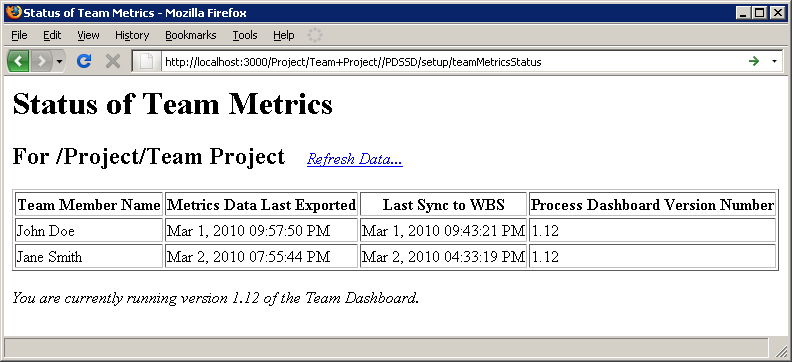 Status of Team Metrics - Mozilla Firefox
File Edit View History Bookmarks Tools Help
http://localhost:3000/Project/Team+Project//PDSSD/setup/teamMetricsStatus
Status of Team Metrics
For /Project/Team Project Refresh Data...
Team Member Name Metrics Data Last Exported Last Sync to WBS Process Dashboard Version Number
John Doe Mar 1, 2010 09:57:50 PM Mar 1, 2010 09:43:21 PM 1.12
Jane Smith Mar 2, 2010 07:55:44 PM Mar 2, 2010 04:33:19 PM 1.12
You are currently running version 1.12 of the Team Dashboard.